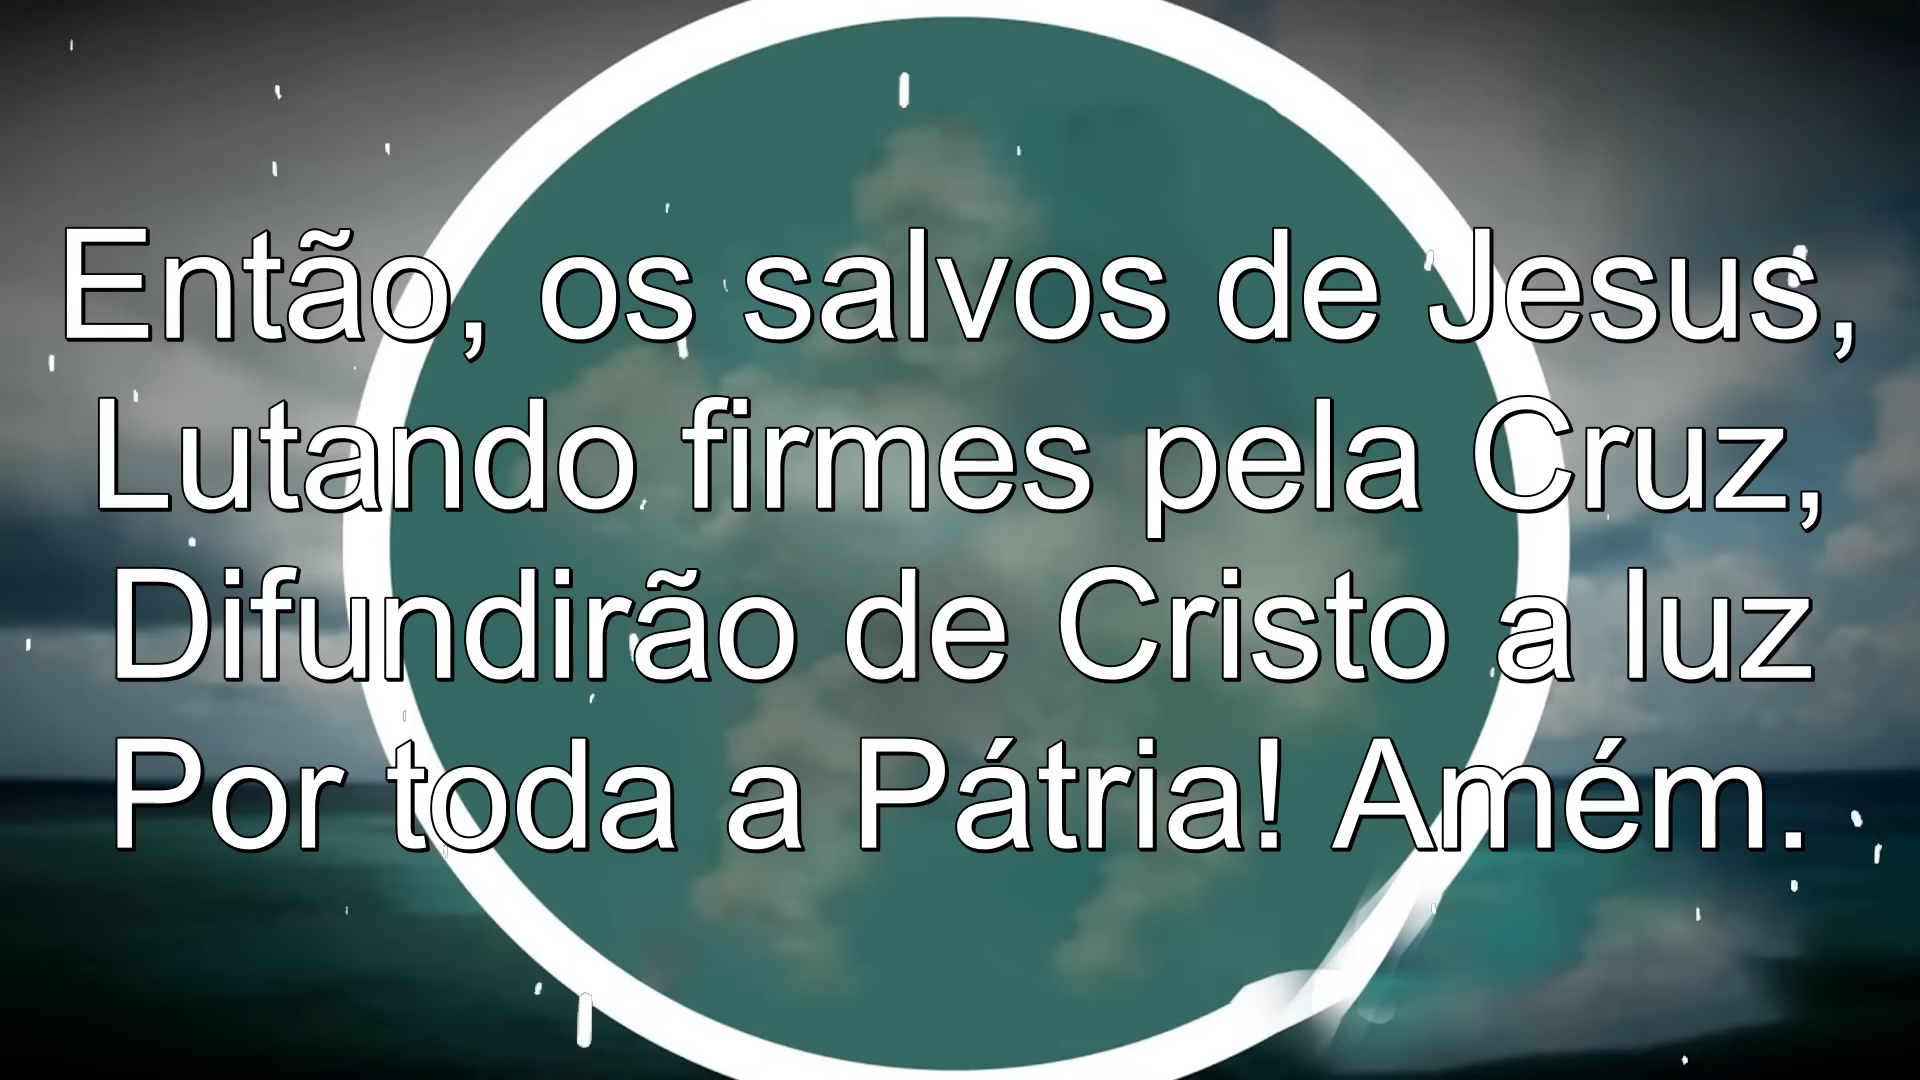 Então, os salvos de Jesus,
Lutando firmes pela Cruz,
Difundirão de Cristo a luz
Por toda a Pátria! Amém.